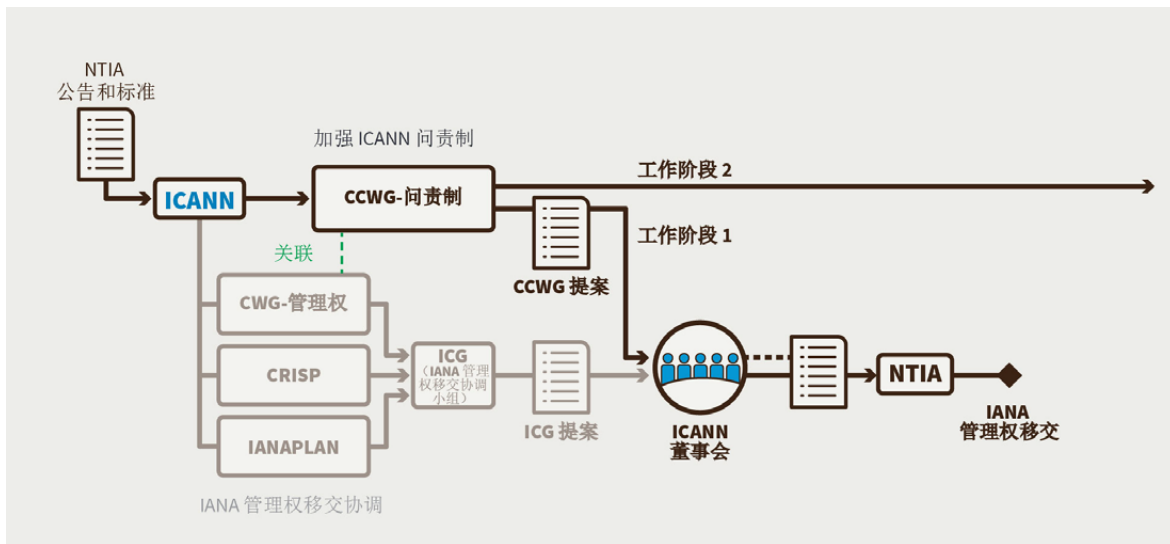 NTIA
公告和标准
加强 ICANN 问责制
ICANN
CCWG-问责制
工作阶段 2
工作阶段 1
CCWG 提案
关联
CWG-管理权
CRISP
IANAPLAN
IANA 管理权移交协调
ICG
（IANA 管理
权移交协调
小组）
ICG 提案
ICANN
董事会
NTIA
IANA
管理权移交